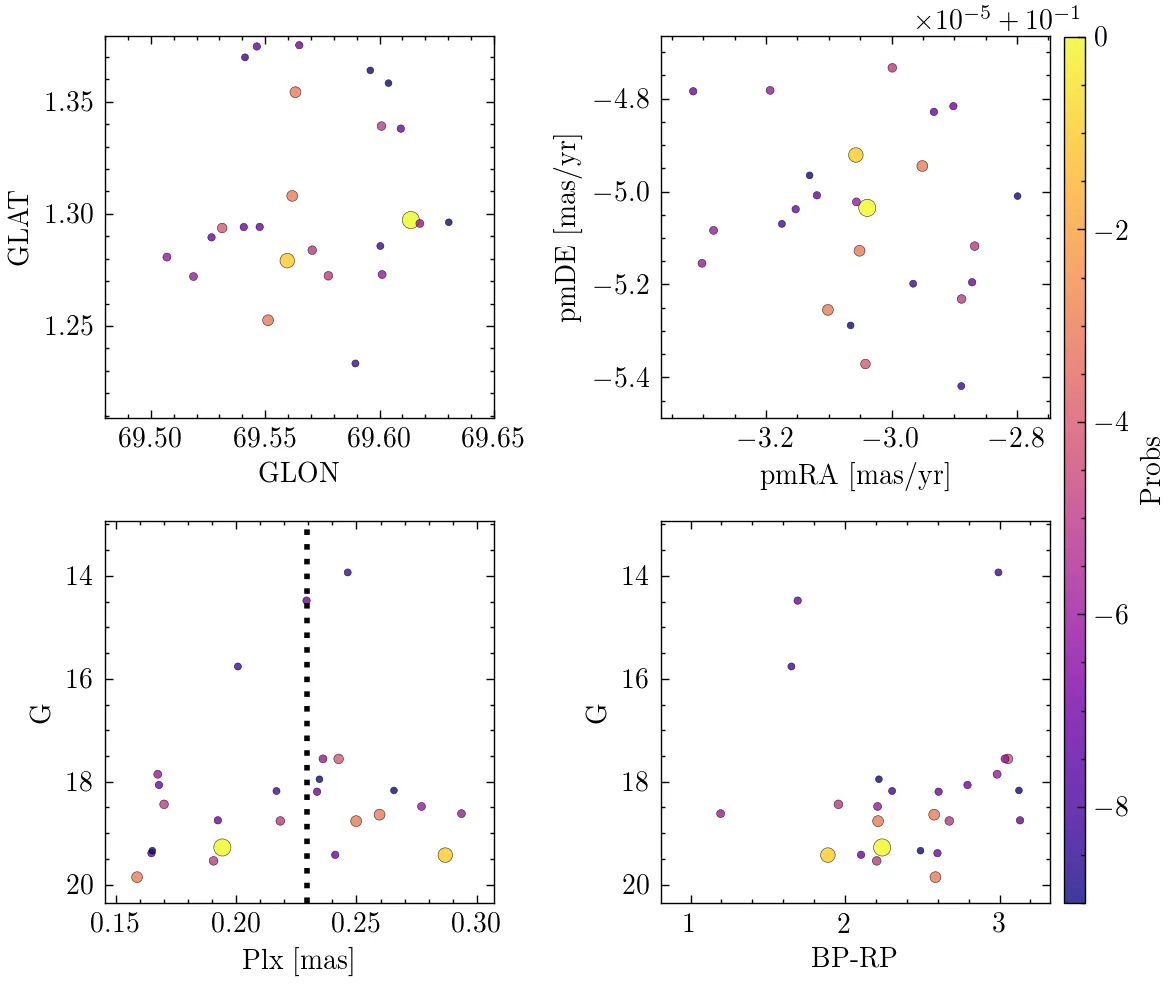 ×10−5 + 10−1
1.35
1.30
1.25
GLAT
69.50 69.55 69.60 69.65
GLON
−4.8
−5.0
−5.2
−5.4
pmDE [mas/yr]
−3.2 −3.0 −2.8
pmRA [mas/yr]
14
16
18
20
G
0.15 0.20 0.25 0.30
Plx [mas]
14
16
18
20
G
1 2 3
BP-RP
0
−2
−4
−6
−8
Probs